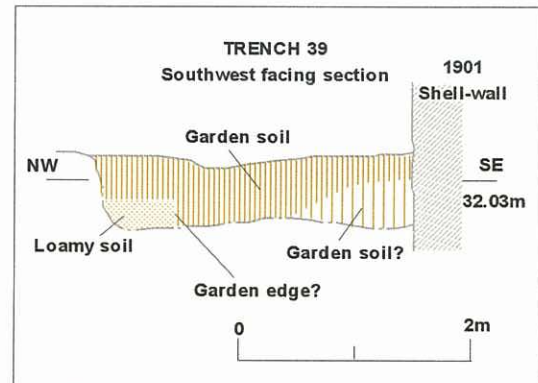 TRENCH 39
Southwest facing section
1901
Shell-wall
Garden soil
NW
SE
32.03m
Loamy soil
Garden soil?
Garden edge?
0
2m